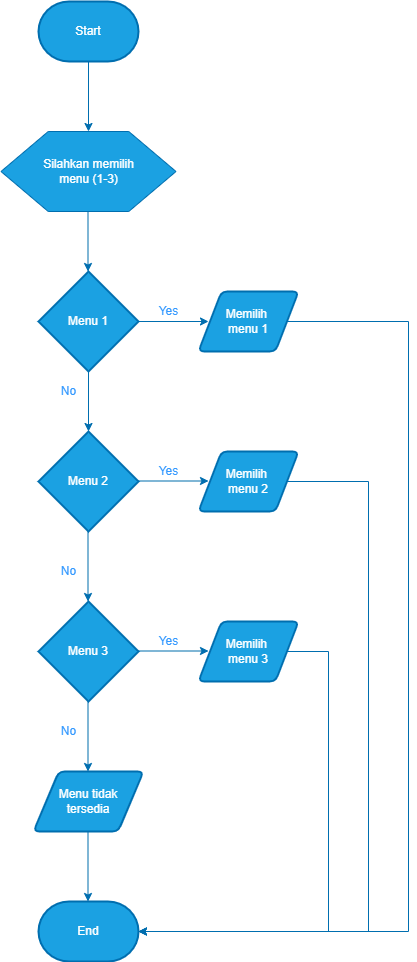 Start
Silahkan memilih
menu (1-3)
Menu 1
Yes
Memilih
menu 1
No
Menu 2
Yes
Memilih
menu 2
No
Menu 3
Yes
Memilih
menu 3
No
Menu tidak
tersedia
End